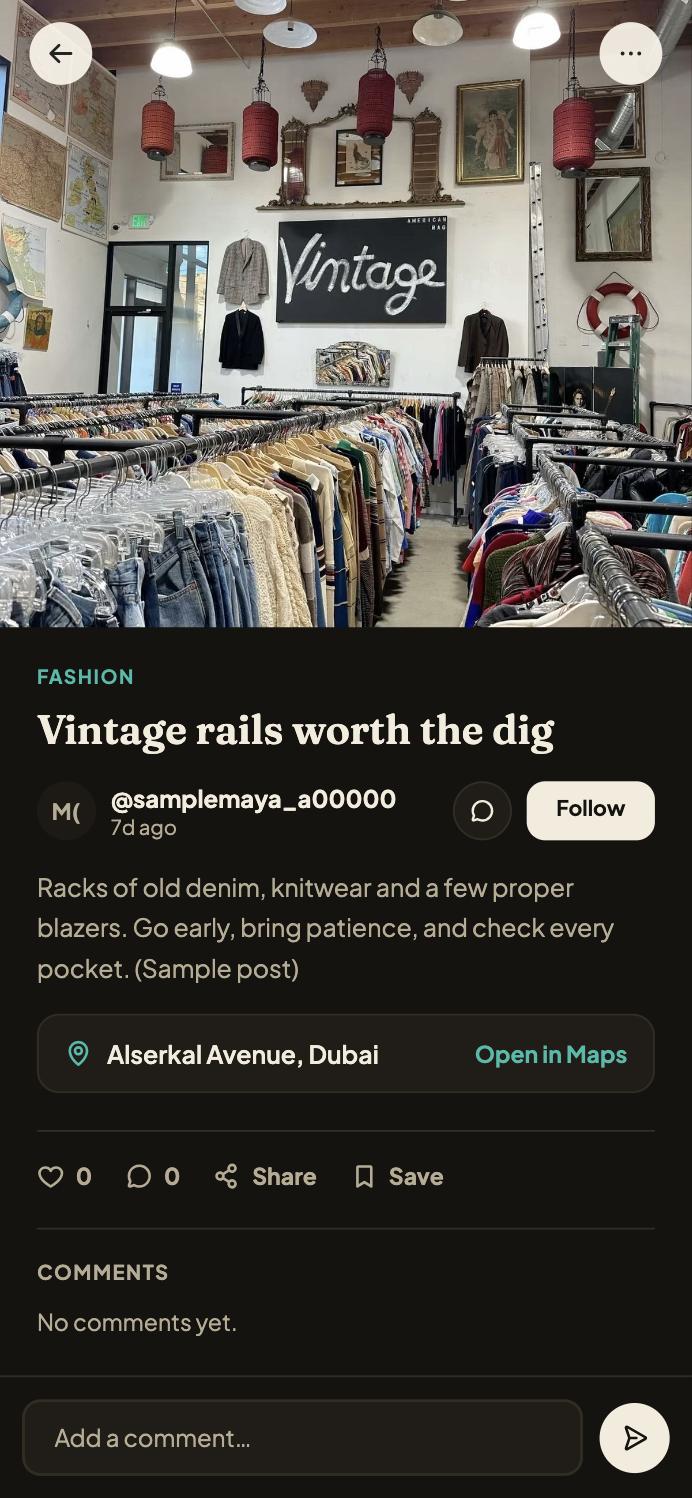 Exit
AMERICAN
RAG
Vintage
FASHION
Vintage rails worth the dig
M(
@samplemaya_a00000
7d ago
Follow
Racks of old denim, knitwear and a few proper
blazers. Go early, bring patience, and check every
pocket. (Sample post)
Alserkal Avenue, Dubai
Open in Maps
0
0
Share
Save
COMMENTS
No comments yet.
Add a comment...